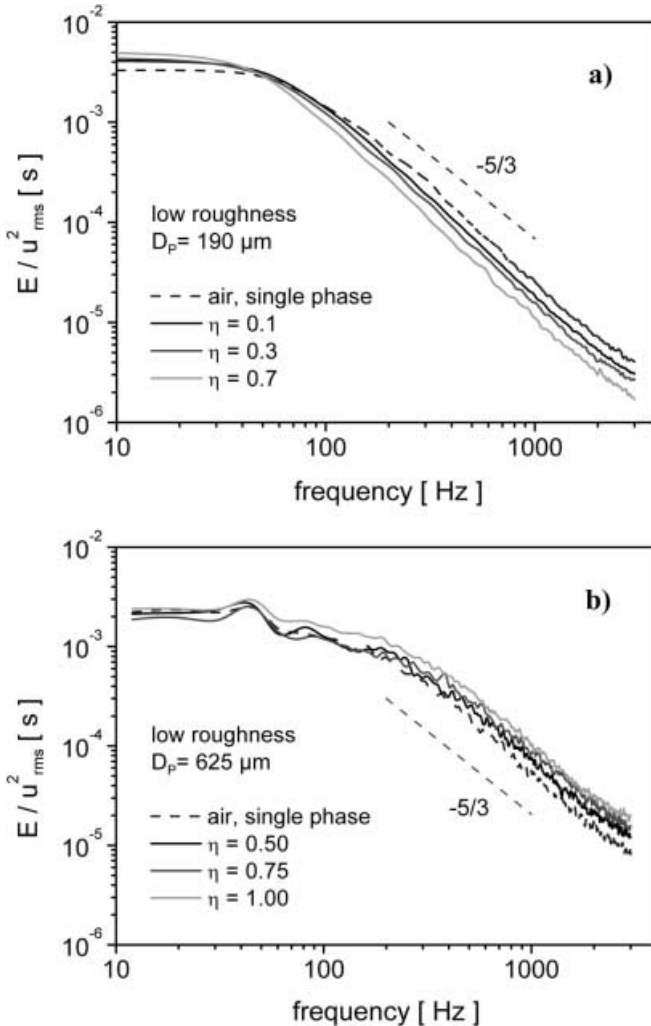 10⁻²
a)
10⁻³
-5/3
E / u²rms [ s ]
10⁻⁴
low roughness
Dₚ= 190 µm
air, single phase
10⁻⁵
η = 0.1
η = 0.3
η = 0.7
10⁻⁶
10 100 1000
frequency [ Hz ]
10⁻²
b)
10⁻³
E / u²rms [ s ]
10⁻⁴
low roughness
Dₚ= 625 µm
-5/3
air, single phase
10⁻⁵
η = 0.50
η = 0.75
η = 1.00
10⁻⁶
10 100 1000
frequency [ Hz ]